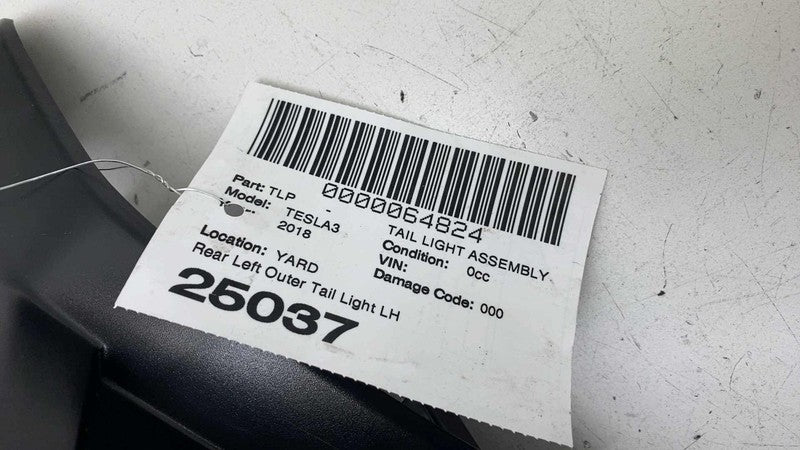 0000064824
Part: TLP - TAIL LIGHT ASSEMBLY
Model: TESLA3 Condition: 0cc
2018 VIN:
Damage Code: 000
Location: YARD
Rear Left Outer Tail Light LH
25037